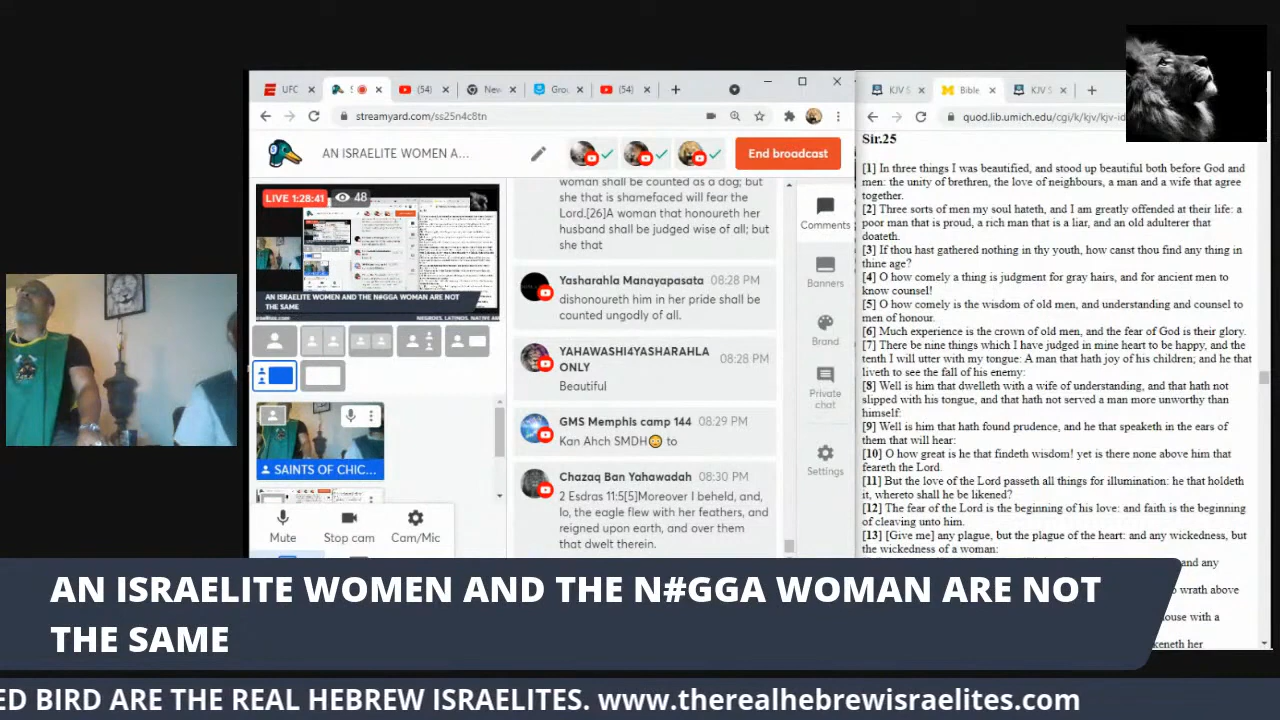 UFC
S
(54)
New
Grou
(54)
streamyard.com/ss25n4c8tn
AN ISRAELITE WOMEN A...
End broadcast
LIVE 1:28:41
48
AN ISRAELITE WOMEN AND THE N#GGA WOMAN ARE NOT
THE SAME
SAINTS OF CHIC...
Mute
Stop cam
Cam/Mic
woman shall be counted as a dog; but
she that is shamefaced will fear the
Lord.[26]A woman that honoureth her
husband shall be judged wise of all; but
she that
Yasharahla Manayapasata 08:28 PM
dishonoureth him in her pride shall be
counted ungodly of all.
YAHAWASHI4YASHARAHLA
ONLY 08:28 PM
Beautiful
GMS Memphis camp 144 08:29 PM
Kan Ahch SMDH😳 to
Chazaq Ban Yahawadah 08:30 PM
2 Esdras 11:5[5]Moreover I beheld, and,
lo, the eagle flew with her feathers, and
reigned upon earth, and over them
that dwelt therein.
Comments
Banners
Brand
Private
chat
Settings
KJV S
Bible
KJV S
quod.lib.umich.edu/cgi/k/kjv/kjv-id
Sir.25
[1] In three things I was beautified, and stood up beautiful both before God and
men: the unity of brethren, the love of neighbours, a man and a wife that agree
together.
[2] Three sorts of men my soul hateth, and I am greatly offended at their life: a
poor man that is proud, a rich man that is a liar, and an old adulterer that
doateth.
[3] If thou hast gathered nothing in thy youth, how canst thou find any thing in
thine age?
[4] O how comely a thing is judgment for gray hairs, and for ancient men to
know counsel!
[5] O how comely is the wisdom of old men, and understanding and counsel to
men of honour.
[6] Much experience is the crown of old men, and the fear of God is their glory.
[7] There be nine things which I have judged in mine heart to be happy, and the
tenth I will utter with my tongue: A man that hath joy of his children; and he that
liveth to see the fall of his enemy:
[8] Well is him that dwelleth with a wife of understanding, and that hath not
slipped with his tongue, and that hath not served a man more unworthy than
himself:
[9] Well is him that hath found prudence, and he that speaketh in the ears of
them that will hear:
[10] O how great is he that findeth wisdom! yet is there none above him that
feareth the Lord.
[11] But the love of the Lord passeth all things for illumination: he that holdeth
it, whereto shall he be likened?
[12] The fear of the Lord is the beginning of his love: and faith is the beginning
of cleaving unto him.
[13] [Give me] any plague, but the plague of the heart: and any wickedness, but
the wickedness of a woman:
and any
wrath above
house with a
AN ISRAELITE WOMEN AND THE N#GGA WOMAN ARE NOT
THE SAME
ED BIRD ARE THE REAL HEBREW ISRAELITES. www.therealhebrewisraelites.com